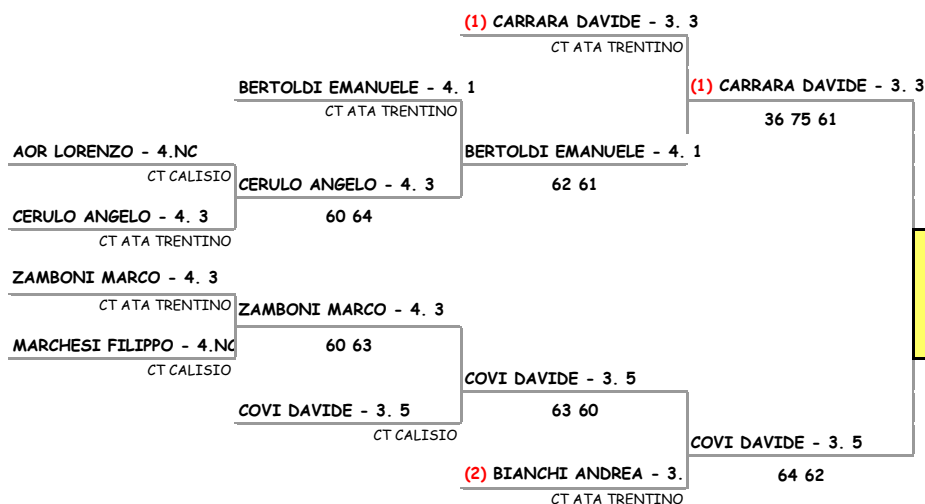 (1) CARRARA DAVIDE - 3. 3
CT ATA TRENTINO
BERTOLDI EMANUELE - 4. 1
(1) CARRARA DAVIDE - 3. 3
CT ATA TRENTINO
36 75 61
AOR LORENZO - 4.NC
BERTOLDI EMANUELE - 4. 1
CT CALISIO
CERULO ANGELO - 4. 3
62 61
CERULO ANGELO - 4. 3
60 64
CT ATA TRENTINO
ZAMBONI MARCO - 4. 3
CT ATA TRENTINO
ZAMBONI MARCO - 4. 3
MARCHESI FILIPPO - 4.NC
60 63
CT CALISIO
COVI DAVIDE - 3. 5
COVI DAVIDE - 3. 5
63 60
CT CALISIO
COVI DAVIDE - 3. 5
(2) BIANCHI ANDREA - 3.
64 62
CT ATA TRENTINO